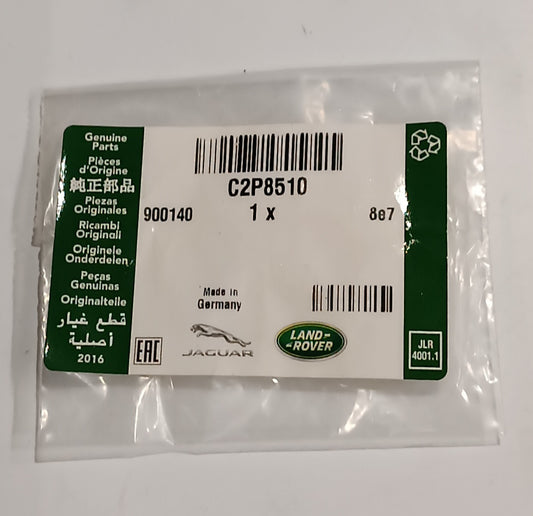 Genuine
Parts
Pièces
d'Origine
純正部品
Piezas
Originales
Ricambi
Originali
Originele
Onderdelen
Peças
Genuinas
Originalteile
قطع غيار
أصلية
2016
C2P8510
900140
1 x
8e7
Made in
Germany
EAC
JAGUAR
LAND-
-ROVER
JLR
4001.1